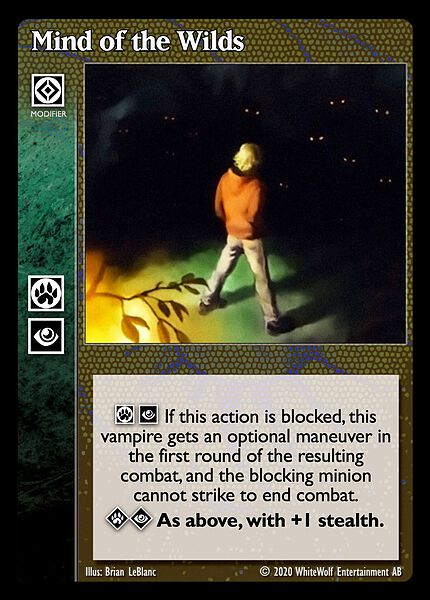 Mind of the Wilds
MODIFIER
If this action is blocked, this
vampire gets an optional maneuver in
the first round of the resulting
combat, and the blocking minion
cannot strike to end combat.
As above, with +1 stealth.
Illus: Brian LeBlanc © 2020 WhiteWolf Entertainment AB